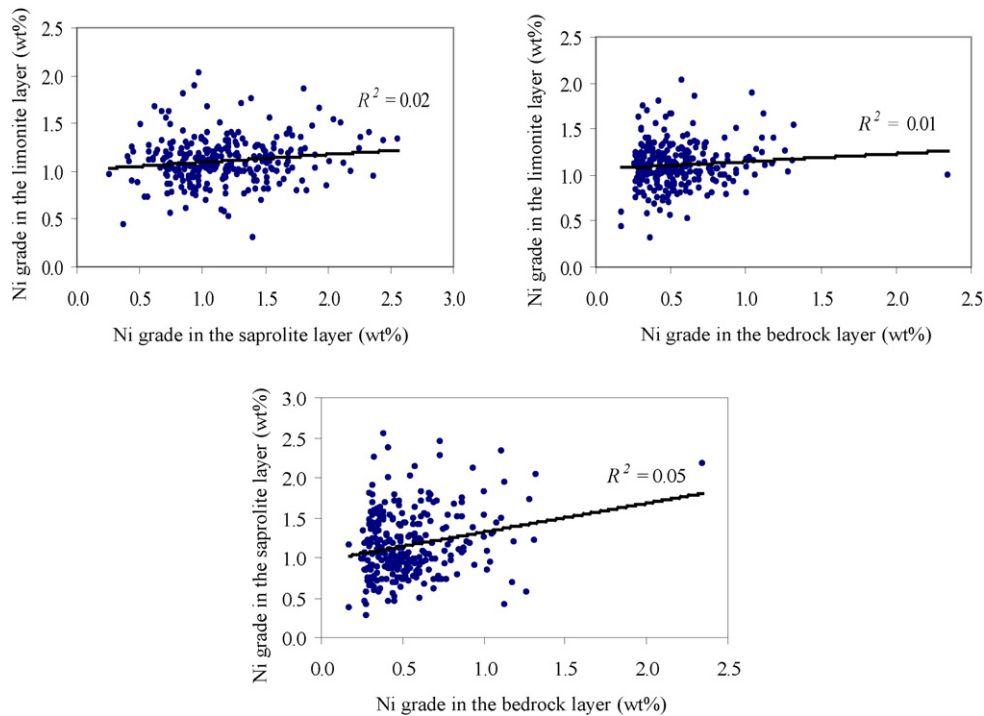 Ni grade in the limonite layer (wt%)
2.5
2.0
1.5
1.0
0.5
0.0
R² = 0.02
0.0 0.5 1.0 1.5 2.0 2.5 3.0
Ni grade in the saprolite layer (wt%)
Ni grade in the limonite layer (wt%)
2.5
2.0
1.5
1.0
0.5
0.0
R² = 0.01
0.0 0.5 1.0 1.5 2.0 2.5
Ni grade in the bedrock layer (wt%)
Ni grade in the saprolite layer (wt%)
3.0
2.5
2.0
1.5
1.0
0.5
0.0
R² = 0.05
0.0 0.5 1.0 1.5 2.0 2.5
Ni grade in the bedrock layer (wt%)